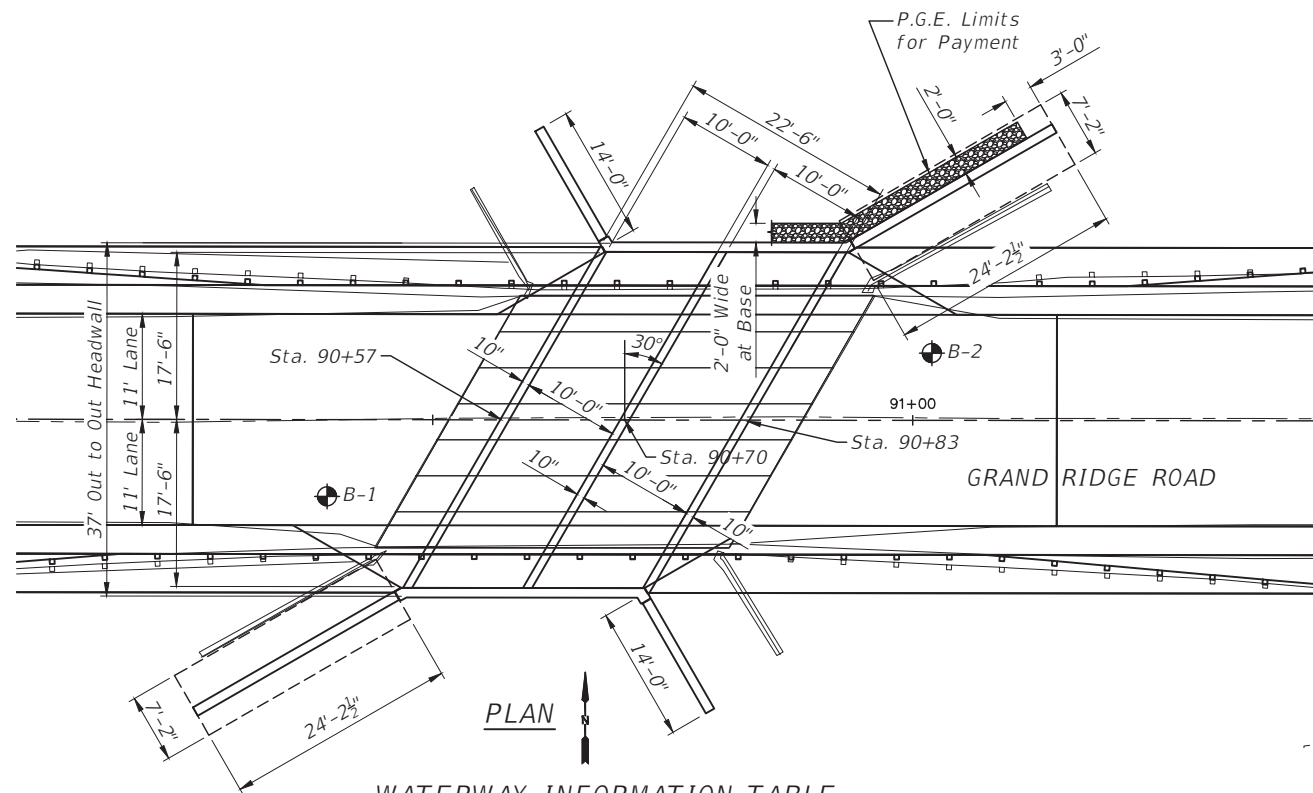 P.G.E. Limits
for Payment
3'-0"
7'-2"
2'-0"
22'-6"
10'-0"
10'-0"
14'-0"
24'-2½"
2'-0" Wide
at Base
30°
B-2
Sta. 90+57
10"
10'-0"
91+00
Sta. 90+83
Sta. 90+70
10"
10'-0"
10"
GRAND RIDGE ROAD
37' Out to Out Headwall
11' Lane
17'-6"
11' Lane
17'-6"
B-1
14'-0"
7'-2"
24'-2½"
PLAN
N
WATERWAY INFORMATION TABLE